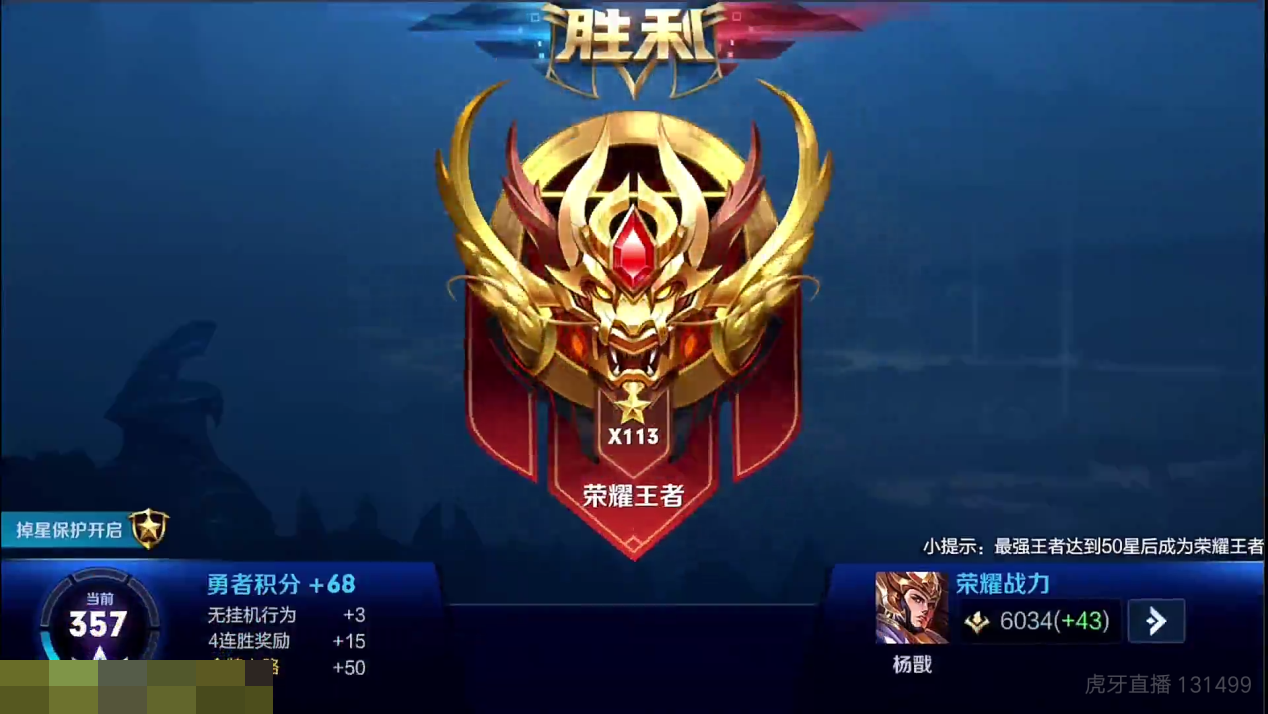 胜利
X113
荣耀王者
掉星保护开启
小提示：最强王者达到50星后成为荣耀王者
当前
357
勇者积分 +68
无挂机行为 +3
4连胜奖励 +15
+50
荣耀战力
6034(+43)
杨戬
虎牙直播 131499